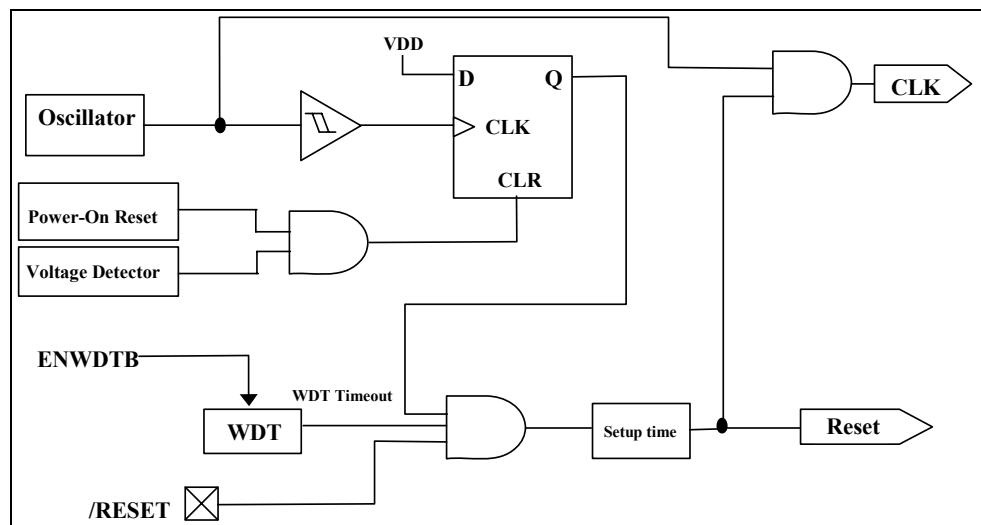 VDD
D Q
CLK
Oscillator
CLK
CLR
Power-On Reset
Voltage Detector
ENWDTB
WDT Timeout
WDT
Setup time
Reset
/RESET